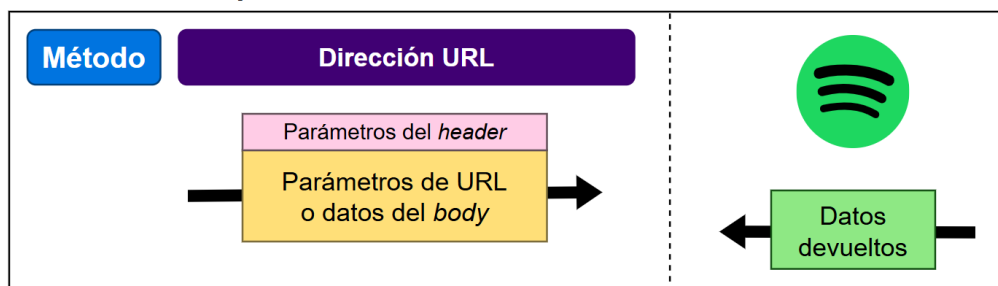 Método
Dirección URL
Parámetros del header
Parámetros de URL
o datos del body
Datos
devueltos